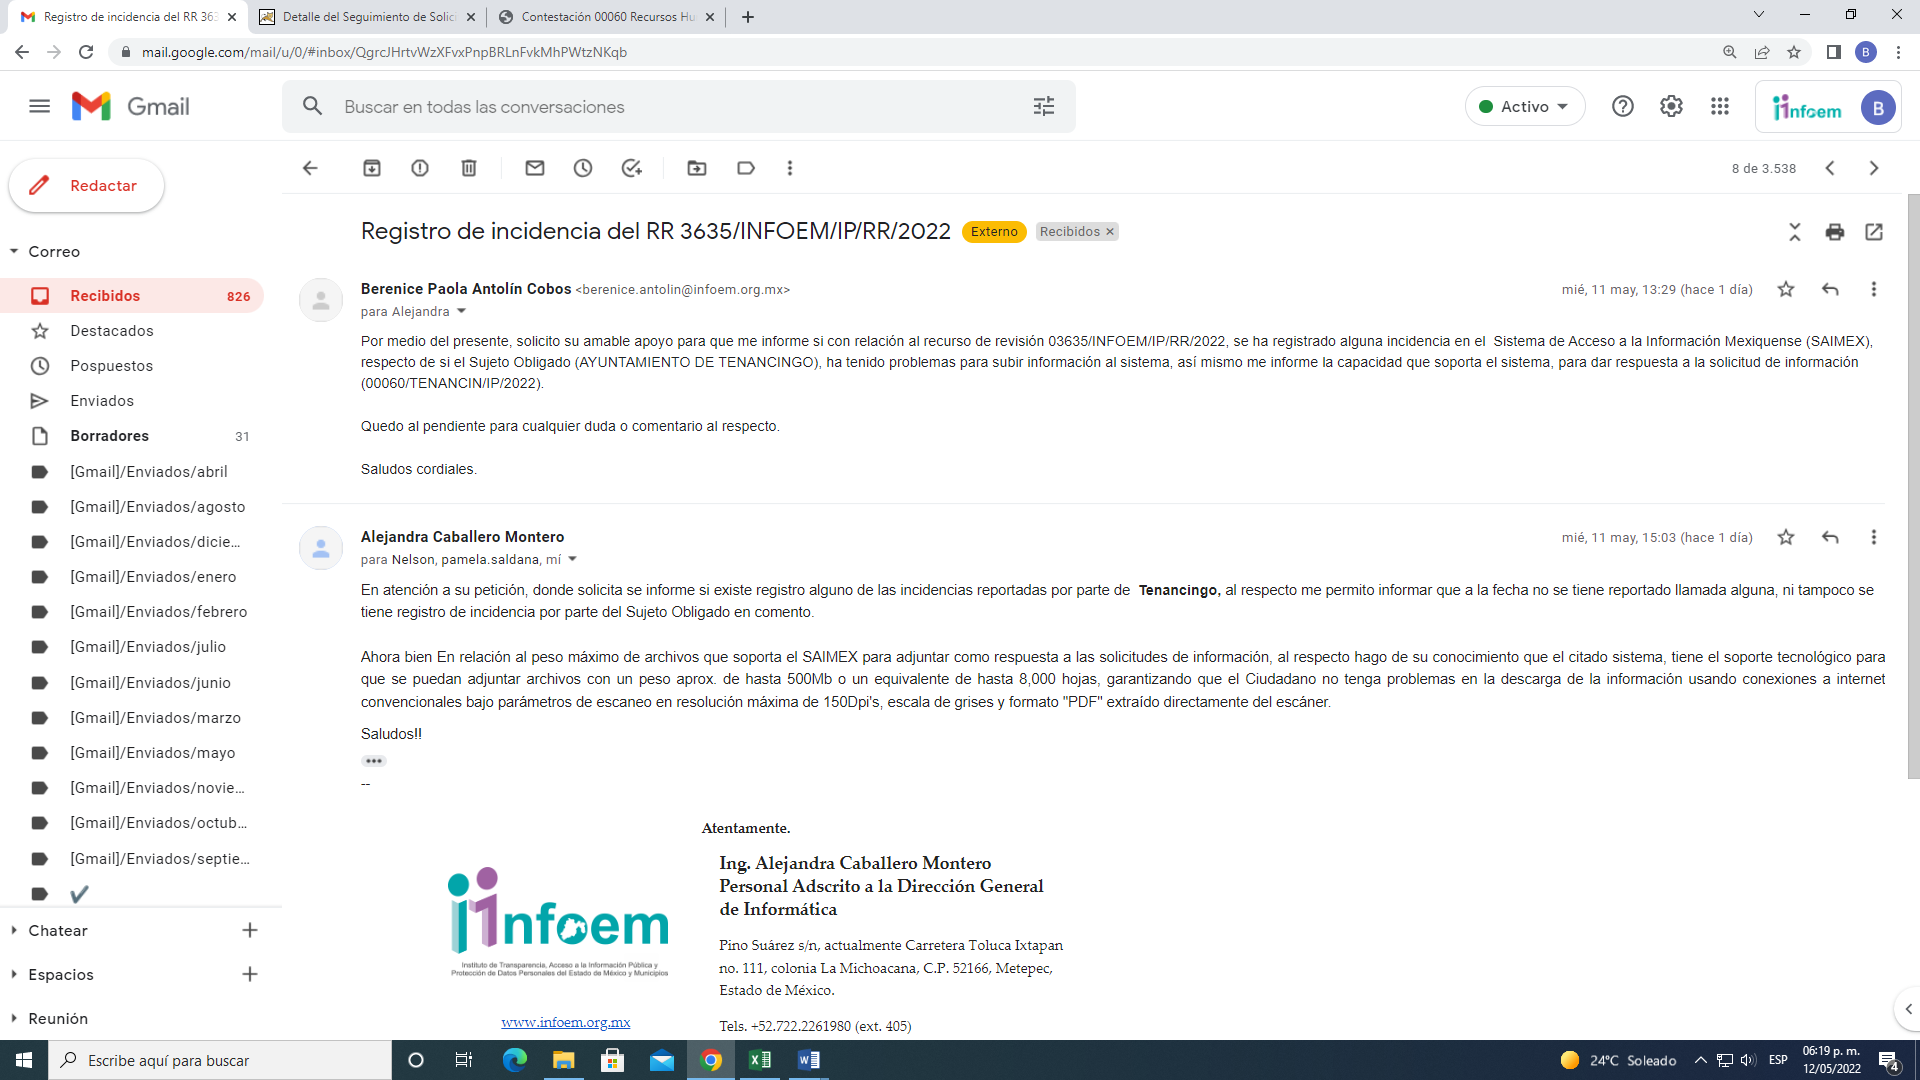 Registro de incidencia del RR 363
Detalle del Seguimiento de Solici
Contestación 00060 Recursos Hu
mail.google.com/mail/u/0/#inbox/QgrcJHrtvWzXFvxPnpBRLnFvkMhPWtzNKqb
B
Gmail
Buscar en todas las conversaciones
Activo
infoem
B
Redactar
8 de 3.538
Correo
Recibidos 826
Destacados
Pospuestos
Enviados
Borradores 31
[Gmail]/Enviados/abril
[Gmail]/Enviados/agosto
[Gmail]/Enviados/dicie...
[Gmail]/Enviados/enero
[Gmail]/Enviados/febrero
[Gmail]/Enviados/julio
[Gmail]/Enviados/junio
[Gmail]/Enviados/marzo
[Gmail]/Enviados/mayo
[Gmail]/Enviados/novie...
[Gmail]/Enviados/octub...
[Gmail]/Enviados/septie...
✔
Chatear
Espacios
Reunión
Registro de incidencia del RR 3635/INFOEM/IP/RR/2022 Externo Recibidos ×
Berenice Paola Antolín Cobos <berenice.antolin@infoem.org.mx> mié, 11 may, 13:29 (hace 1 día)
para Alejandra
Por medio del presente, solicito su amable apoyo para que me informe si con relación al recurso de revisión 03635/INFOEM/IP/RR/2022, se ha registrado alguna incidencia en el Sistema de Acceso a la Información Mexiquense (SAIMEX),
respecto de si el Sujeto Obligado (AYUNTAMIENTO DE TENANCINGO), ha tenido problemas para subir información al sistema, así mismo me informe la capacidad que soporta el sistema, para dar respuesta a la solicitud de información
(00060/TENANCIN/IP/2022).
Quedo al pendiente para cualquier duda o comentario al respecto.
Saludos cordiales.
Alejandra Caballero Montero mié, 11 may, 15:03 (hace 1 día)
para Nelson, pamela.saldana, mí
En atención a su petición, donde solicita se informe si existe registro alguno de las incidencias reportadas por parte de Tenancingo, al respecto me permito informar que a la fecha no se tiene reportado llamada alguna, ni tampoco se
tiene registro de incidencia por parte del Sujeto Obligado en comento.
Ahora bien En relación al peso máximo de archivos que soporta el SAIMEX para adjuntar como respuesta a las solicitudes de información, al respecto hago de su conocimiento que el citado sistema, tiene el soporte tecnológico para
que se puedan adjuntar archivos con un peso aprox. de hasta 500Mb o un equivalente de hasta 8,000 hojas, garantizando que el Ciudadano no tenga problemas en la descarga de la información usando conexiones a internet
convencionales bajo parámetros de escaneo en resolución máxima de 150Dpi's, escala de grises y formato "PDF" extraído directamente del escáner.
Saludos!!
--
Atentamente.
infoem
Instituto de Transparencia, Acceso a la Información Pública y
Protección de Datos Personales del Estado de México y Municipios
www.infoem.org.mx
Ing. Alejandra Caballero Montero
Personal Adscrito a la Dirección General
de Informática
Pino Suárez s/n, actualmente Carretera Toluca Ixtapan
no. 111, colonia La Michoacana, C.P. 52166, Metepec,
Estado de México.
Tels. +52.722.2261980 (ext. 405)
Escribe aquí para buscar
24°C Soleado
ESP
06:19 p. m.
12/05/2022
4